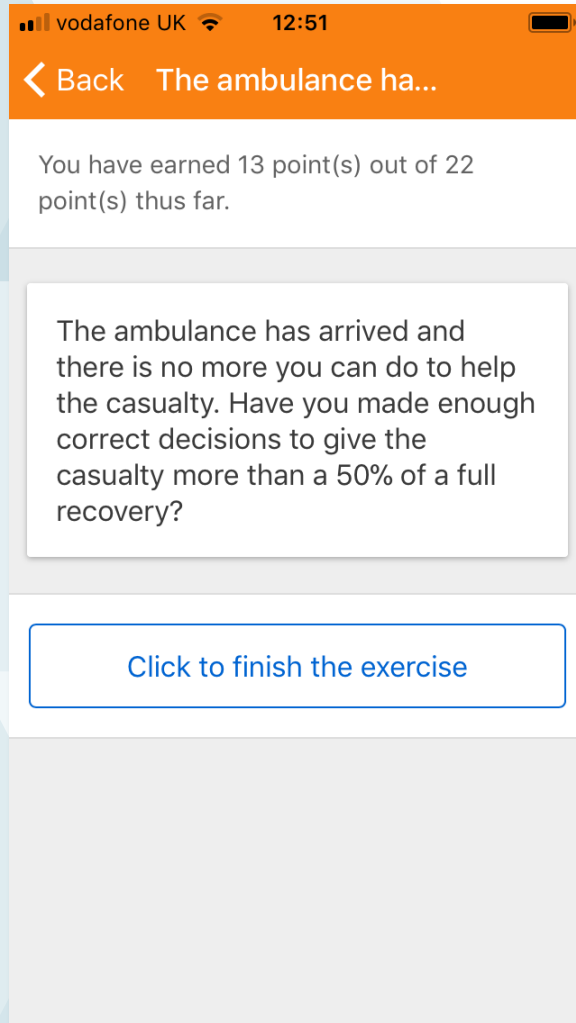 vodafone UK 12:51
Back The ambulance ha...
You have earned 13 point(s) out of 22
point(s) thus far.
The ambulance has arrived and
there is no more you can do to help
the casualty. Have you made enough
correct decisions to give the
casualty more than a 50% of a full
recovery?
Click to finish the exercise